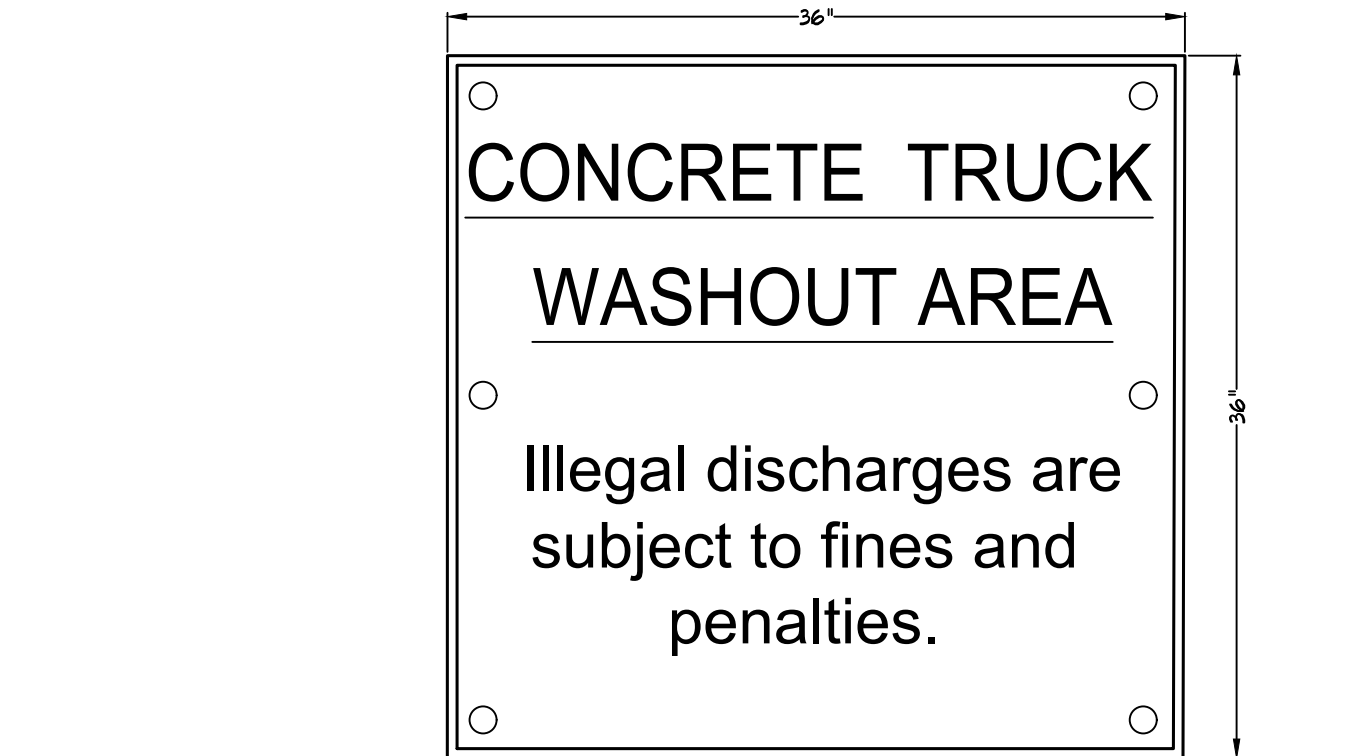 36"
CONCRETE TRUCK
WASHOUT AREA
36"
Illegal discharges are
subject to fines and
penalties.